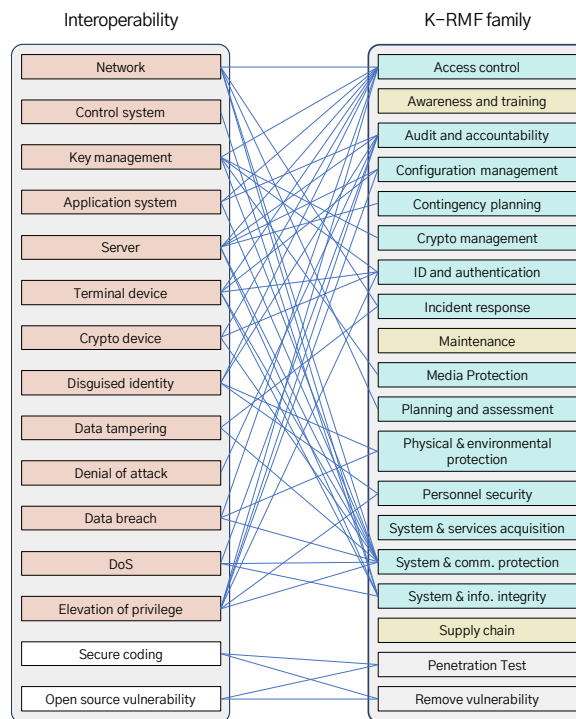 Interoperability
Network
Control system
Key management
Application system
Server
Terminal device
Crypto device
Disguised identity
Data tampering
Denial of attack
Data breach
DoS
Elevation of privilege
Secure coding
Open source vulnerability
K-RMF family
Access control
Awareness and training
Audit and accountability
Configuration management
Contingency planning
Crypto management
ID and authentication
Incident response
Maintenance
Media Protection
Planning and assessment
Physical & environmental
protection
Personnel security
System & services acquisition
System & comm. protection
System & info. integrity
Supply chain
Penetration Test
Remove vulnerability